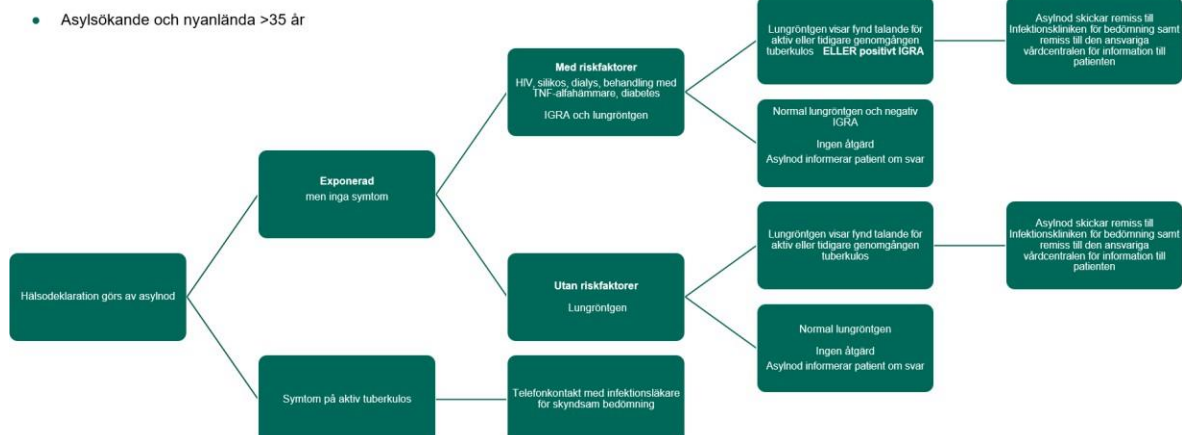 • Asylsökande och nyanlända >35 år
Hälsodeklaration görs av asylnod
Exponerad
men inga symtom
Med riskfaktorer
HIV, silikos, dialys, behandling med
TNF-alfahämmare, diabetes
IGRA och lungröntgen
Lungröntgen visar fynd talande för
aktiv eller tidigare genomgången
tuberkulos ELLER positivt IGRA
Asylnod skickar remiss till
Infektionskliniken för bedömning samt
remiss till den ansvariga
vårdcentralen för information till
patienten
Normal lungröntgen och negativ
IGRA
Ingen åtgärd
Asylnod informerar patient om svar
Utan riskfaktorer
Lungröntgen
Lungröntgen visar fynd talande för
aktiv eller tidigare genomgången
tuberkulos
Asylnod skickar remiss till
Infektionskliniken för bedömning samt
remiss till den ansvariga
vårdcentralen för information till
patienten
Normal lungröntgen
Ingen åtgärd
Asylnod informerar patient om svar
Symtom på aktiv tuberkulos
Telefonkontakt med infektionsläkare
för skyndsam bedömning